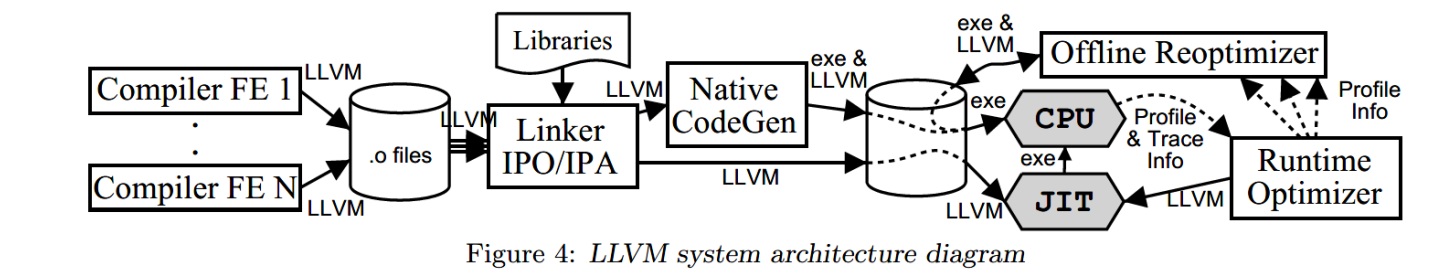 Compiler FE 1
.
.
Compiler FE N
LLVM
LLVM
.o files
LLVM
Libraries
Linker
IPO/IPA
LLVM
Native
CodeGen
exe &
LLVM
LLVM
exe &
LLVM
Offline Reoptimizer
exe
CPU
exe
JIT
LLVM
Profile
& Trace
Info
LLVM
Profile
Info
Runtime
Optimizer
Figure 4: LLVM system architecture diagram